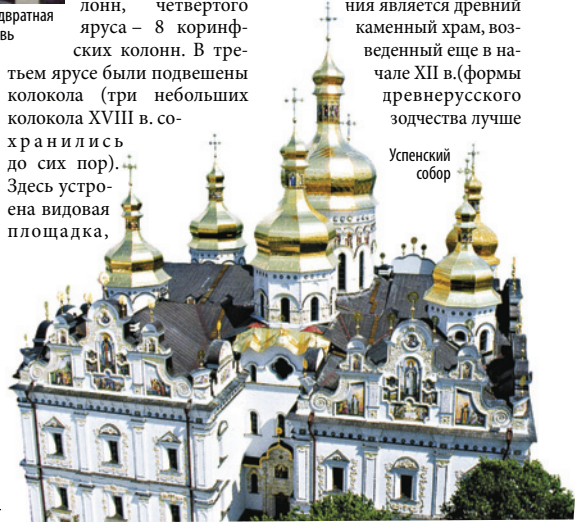 двратная
вь
лонн, четвертого
яруса – 8 коринф-
ских колонн. В тре-
тьем ярусе были подвешены
колокола (три небольших
колокола XVIII в. со-
хранились
до сих пор).
Здесь устро-
ена видовая
площадка,
ния является древний
каменный храм, воз-
веденный еще в на-
чале XII в.(формы
древнерусского
зодчества лучше
Успенский
собор